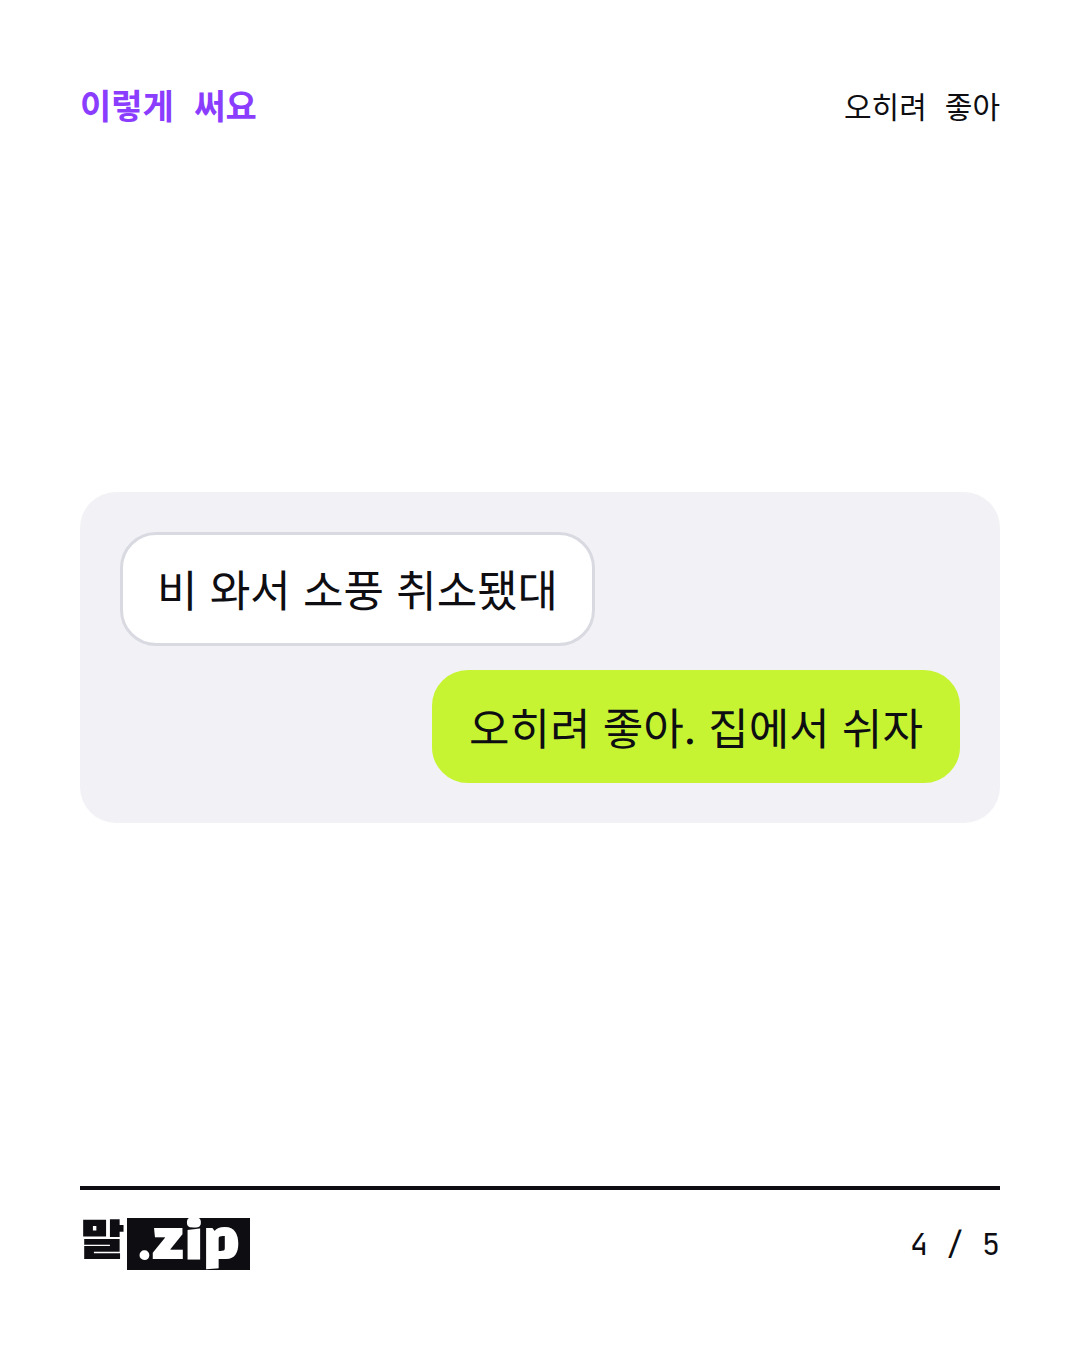 이렇게 써요
오히려 좋아
비 와서 소풍 취소됐대
오히려 좋아. 집에서 쉬자
말.zip
4 / 5